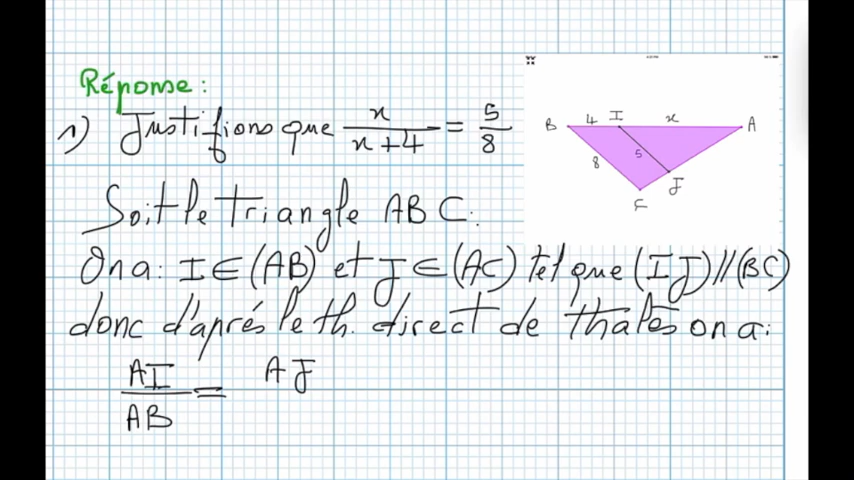 Réponse:
1) Justifions que x/(x+4) = 5/8
B 4 I x A
8 5 J
C
Soit le triangle ABC.
On a: I ∈ (AB) et J ∈ (AC) tel que (IJ) // (BC)
donc d'aprés le th. direct de thalès on a:
AI/AB = AJ